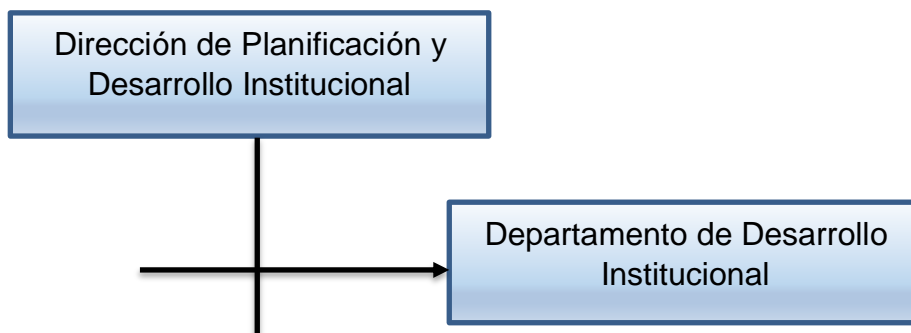 Dirección de Planificación y
Desarrollo Institucional
Departamento de Desarrollo
Institucional